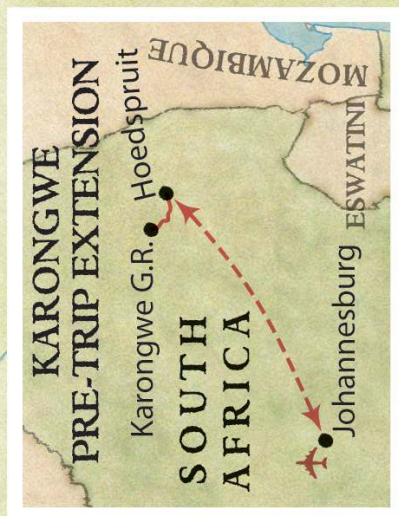 KARONGWE
PRE-TRIP EXTENSION
Karongwe G.R.
Hoedspruit
MOZAMBIQUE
SOUTH
AFRICA
Johannesburg
ESWATINI